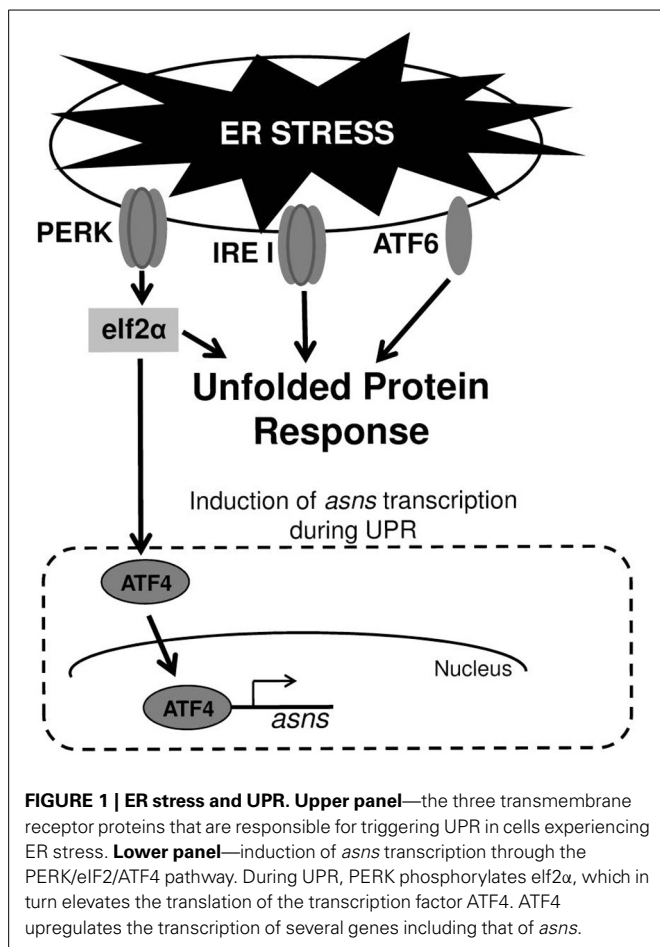 ER STRESS
PERK
IRE I
ATF6
elf2α
Unfolded Protein
Response
Induction of asns transcription
during UPR
ATF4
Nucleus
ATF4
asns
FIGURE 1 | ER stress and UPR. Upper panel—the three transmembrane
receptor proteins that are responsible for triggering UPR in cells experiencing
ER stress. Lower panel—induction of asns transcription through the
PERK/eIF2/ATF4 pathway. During UPR, PERK phosphorylates elf2α, which in
turn elevates the translation of the transcription factor ATF4. ATF4
upregulates the transcription of several genes including that of asns.